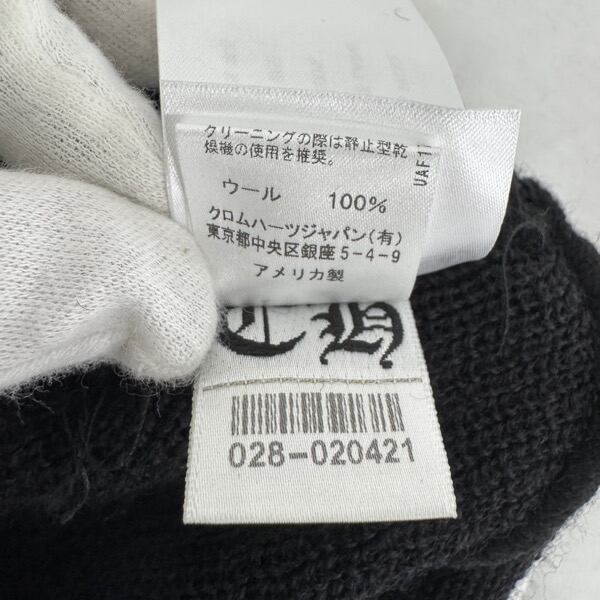 クリーニングの際は静止型乾
燥機の使用を推奨。
ウール 100%
クロムハーツジャパン(有)
東京都中央区銀座5-4-9
アメリカ製
CH
028-020421